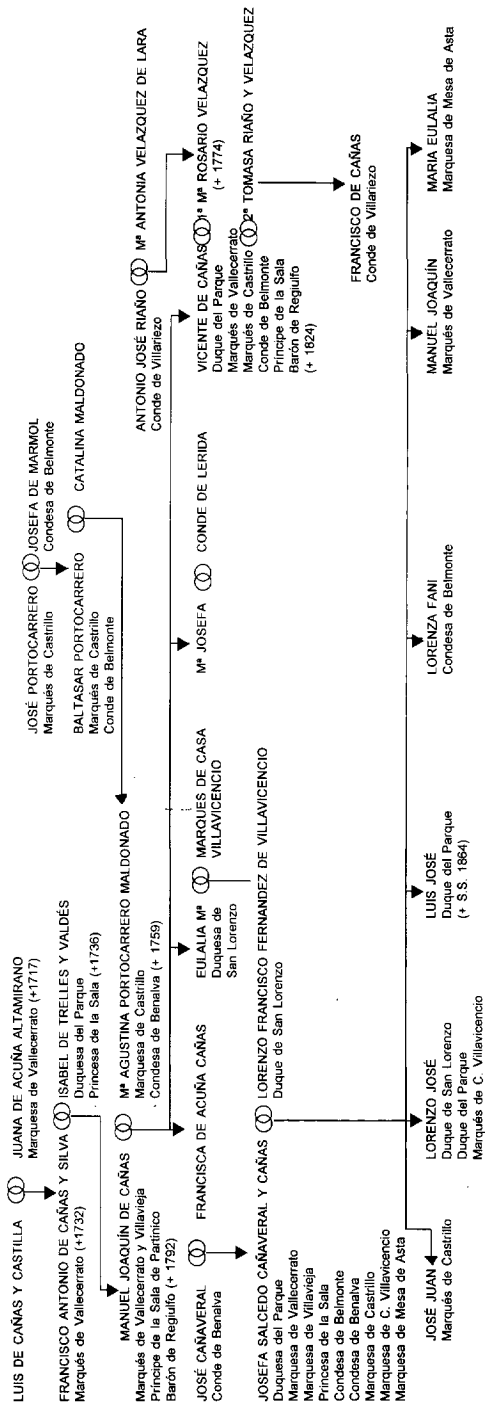 LUIS DE CAÑAS Y CASTILLA
JUANA DE ACUÑA ALTAMIRANO
Marquesa de Vallecerrato (+1717)
FRANCISCO ANTONIO DE CAÑAS Y SILVA
Marqués de Vallecerrato (+1732)
ISABEL DE TRELLES Y VALDÉS
Duquesa del Parque
Princesa de la Sala (+1736)
JOSÉ PORTOCARRERO
Marqués de Castrillo
JOSEFA DE MARMOL
Condesa de Belmonte
BALTASAR PORTOCARRERO
Marqués de Castrillo
Conde de Belmonte
CATALINA MALDONADO
MANUEL JOAQUÍN DE CAÑAS
Marqués de Vallecerrato y Villavieja
Príncipe de la Sala de Partinico
Barón de Regiulfo (+ 1792)
Mª AGUSTINA PORTOCARRERO MALDONADO
Marquesa de Castrillo
Condesa de Benalva (+ 1759)
ANTONIO JOSÉ RIAÑO
Conde de Villariezo
Mª ANTONIA VELAZQUEZ DE LARA
JOSÉ CAÑAVERAL
Conde de Benalva
FRANCISCA DE ACUÑA CAÑAS
EULALIA Mª
Duquesa de
San Lorenzo
MARQUES DE CASA
VILLAVICENCIO
Mª JOSEFA
CONDE DE LERIDA
VICENTE DE CAÑAS
Duque del Parque
Marqués de Vallecerrato
Marqués de Castrillo
Conde de Belmonte
Príncipe de la Sala
Barón de Regiulfo
(+ 1824)
1ª Mª ROSARIO VELAZQUEZ
(+ 1774)
2ª TOMASA RIAÑO Y VELAZQUEZ
JOSEFA SALCEDO CAÑAVERAL Y CAÑAS
Duquesa del Parque
Marquesa de Vallecerrato
Marquesa de Villavieja
Princesa de la Sala
Condesa de Belmonte
Condesa de Benalva
Marquesa de Castrillo
Marquesa de C. Villavicencio
Marquesa de Mesa de Asta
LORENZO FRANCISCO FERNANDEZ DE VILLAVICENCIO
Duque de San Lorenzo
FRANCISCO DE CAÑAS
Conde de Villariezo
JOSÉ JUAN
Marqués de Castrillo
LORENZO JOSÉ
Duque de San Lorenzo
Duque del Parque
Marqués de C. Villavicencio
LUIS JOSÉ
Duque del Parque
(+ S.S. 1864)
LORENZA FANI
Condesa de Belmonte
MANUEL JOAQUÍN
Marqués de Vallecerrato
MARIA EULALIA
Marquesa de Mesa de Asta